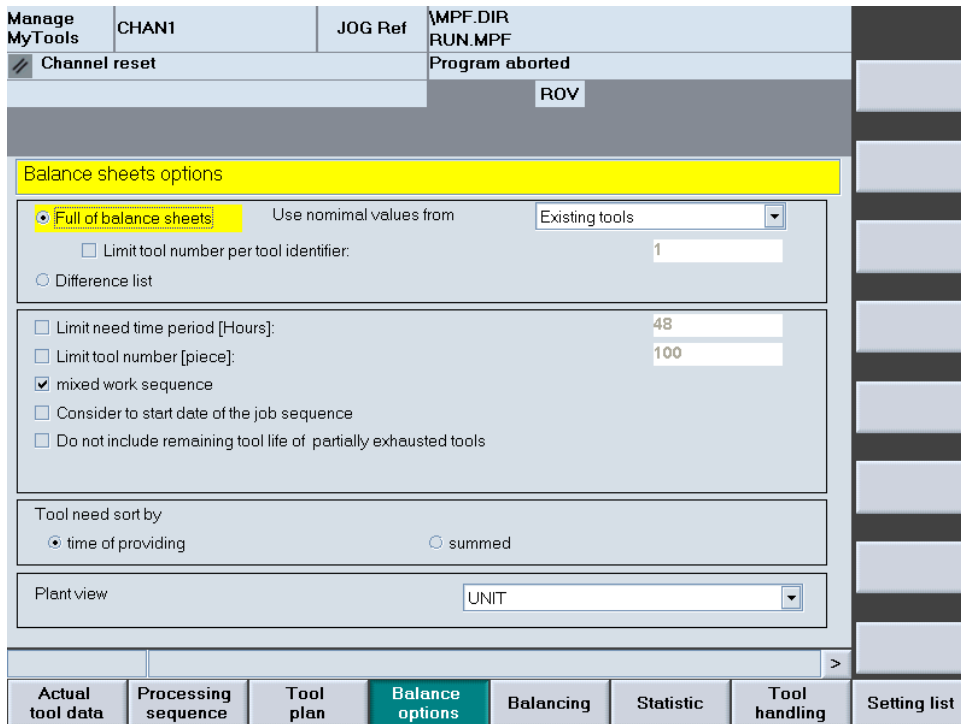 Manage
MyTools
CHAN1
JOG Ref
\MPF.DIR
RUN.MPF
Channel reset
Program aborted
ROV
Balance sheets options
Full of balance sheets
Use nomimal values from
Existing tools
Limit tool number per tool identifier:
1
Difference list
Limit need time period [Hours]:
48
Limit tool number [piece]:
100
mixed work sequence
Consider to start date of the job sequence
Do not include remaining tool life of partially exhausted tools
Tool need sort by
time of providing
summed
Plant view
UNIT
>
Actual
tool data
Processing
sequence
Tool
plan
Balance
options
Balancing
Statistic
Tool
handling
Setting list